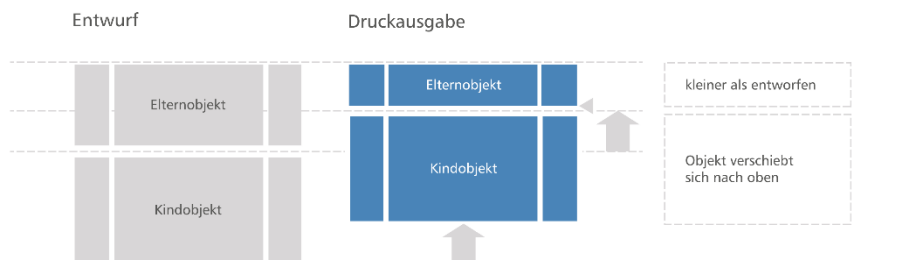 Entwurf
Druckausgabe
Elternobjekt
Elternobjekt
kleiner als entworfen
Kindobjekt
Kindobjekt
Objekt verschiebt
sich nach oben